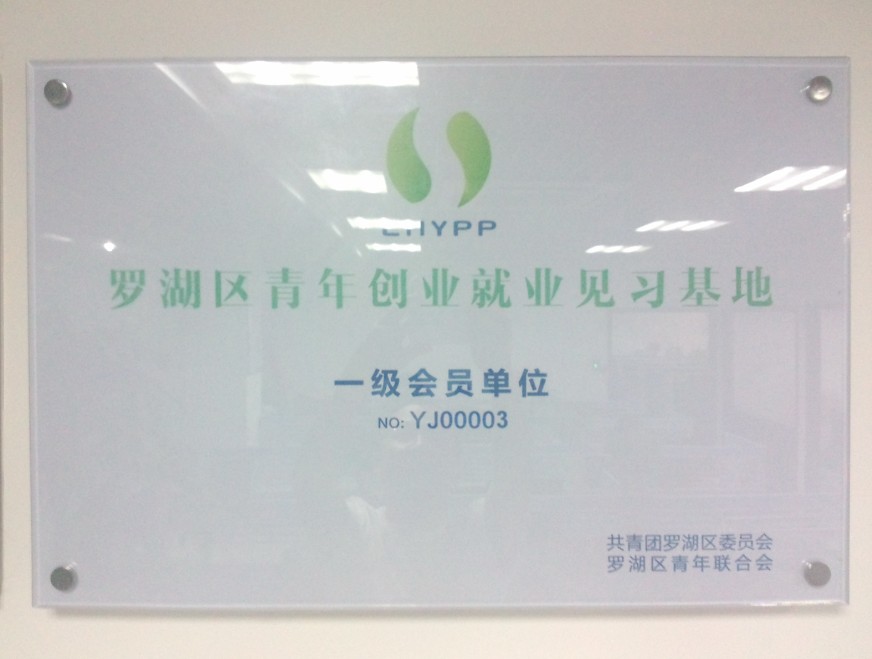 LHYPP
罗湖区青年创业就业见习基地
一级会员单位
NO: YJ00003
共青团罗湖区委员会
罗湖区青年联合会